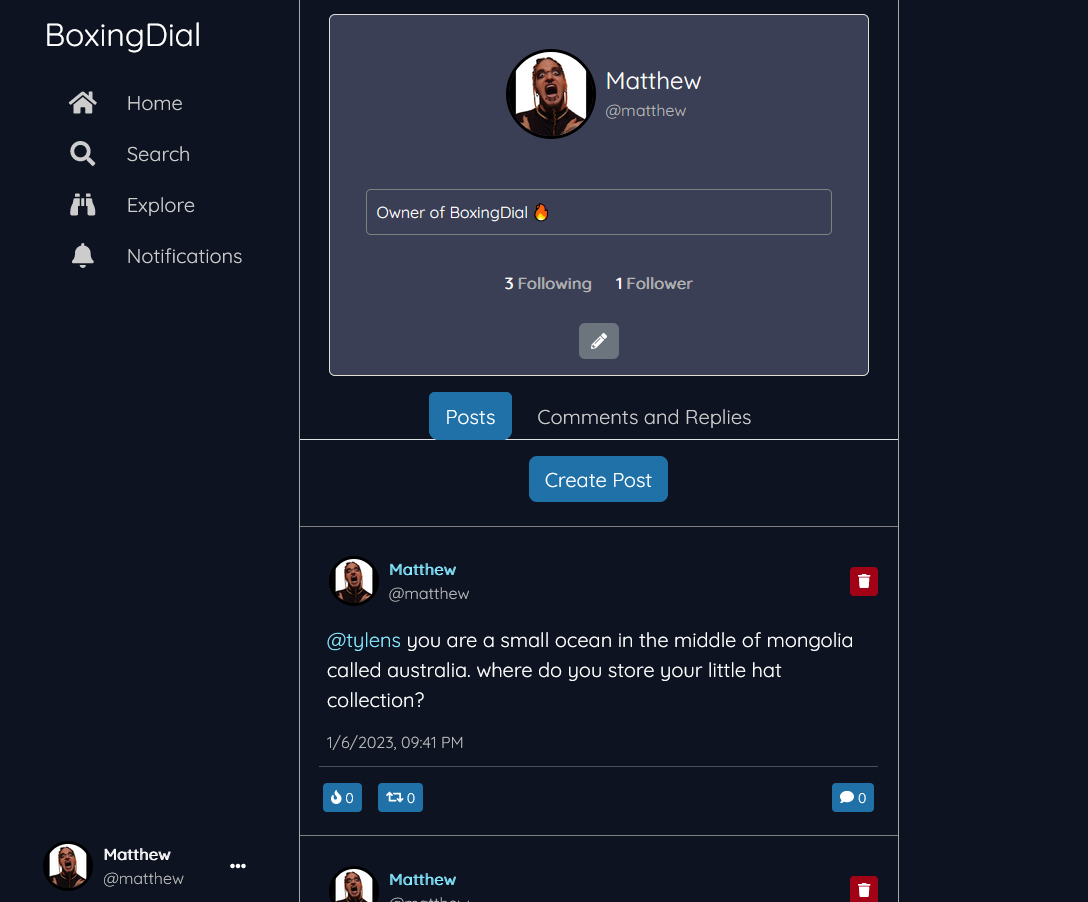 BoxingDial
Home
Search
Explore
Notifications
Matthew
@matthew
Matthew
@matthew
Owner of BoxingDial 🔥
3 Following 1 Follower
Posts Comments and Replies
Create Post
Matthew
@matthew
@tylens you are a small ocean in the middle of mongolia
called australia. where do you store your little hat
collection?
1/6/2023, 09:41 PM
0 0 0
Matthew
@matthew